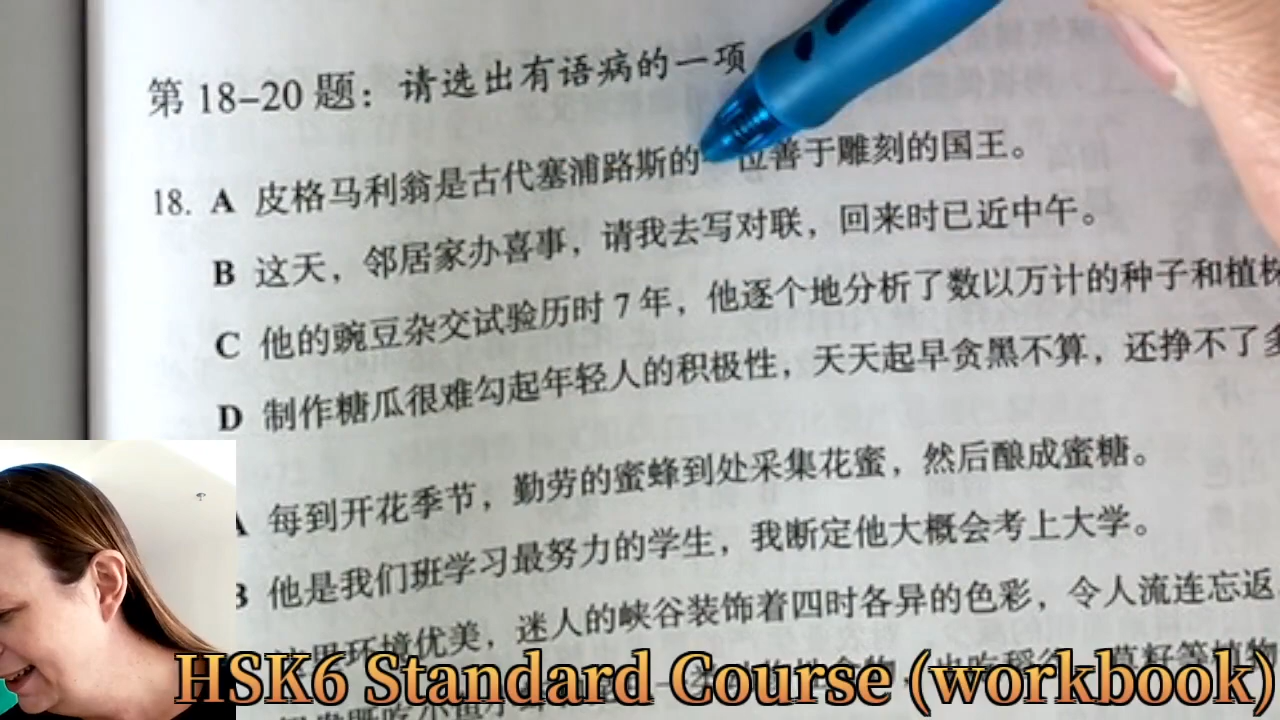 第 18–20 题：请选出有语病的一项
18. A 皮格马利翁是古代塞浦路斯的一位善于雕刻的国王。
B 这天，邻居家办喜事，请我去写对联，回来时已近中午。
C 他的豌豆杂交试验历时 7 年，他逐个地分析了数以万计的种子和植株
D 制作糖瓜很难勾起年轻人的积极性，天天起早贪黑不算，还挣不了多
A 每到开花季节，勤劳的蜜蜂到处采集花蜜，然后酿成蜜糖。
B 他是我们班学习最努力的学生，我断定他大概会考上大学。
环境优美，迷人的峡谷装饰着四时各异的色彩，令人流连忘返
HSK6 Standard Course (workbook)